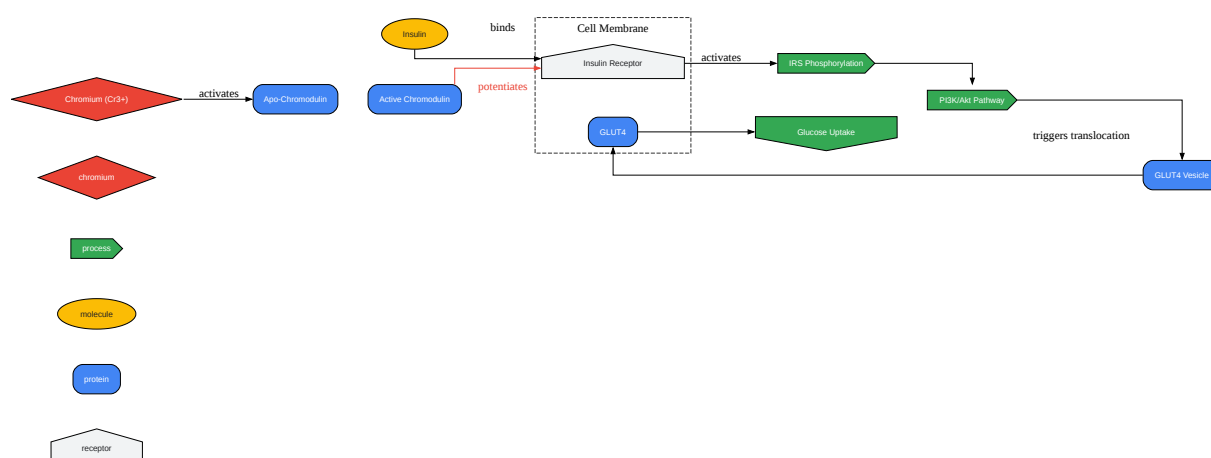 Insulin
binds
Cell Membrane
Insulin Receptor
activates
IRS Phosphorylation
potentiates
Chromium (Cr3+)
activates
Apo-Chromodulin
Active Chromodulin
PI3K/Akt Pathway
GLUT4
Glucose Uptake
triggers translocation
GLUT4 Vesicle
chromium
process
molecule
protein
receptor